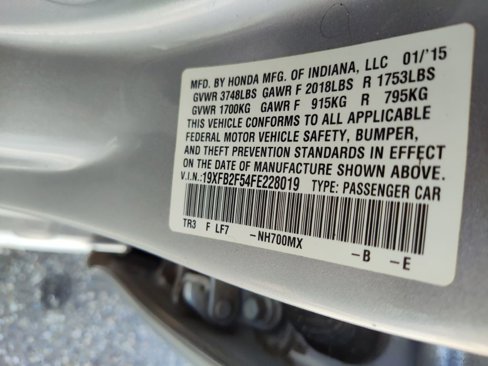 MFD. BY HONDA MFG. OF INDIANA, LLC 01/'15
GVWR 3748LBS GAWR F 2018LBS R 1753LBS
GVWR 1700KG GAWR F 915KG R 795KG
THIS VEHICLE CONFORMS TO ALL APPLICABLE
FEDERAL MOTOR VEHICLE SAFETY, BUMPER,
AND THEFT PREVENTION STANDARDS IN EFFECT
ON THE DATE OF MANUFACTURE SHOWN ABOVE.
V.I.N.:19XFB2F54FE228019 TYPE: PASSENGER CAR
TR3 F LF7 -NH700MX -B -E